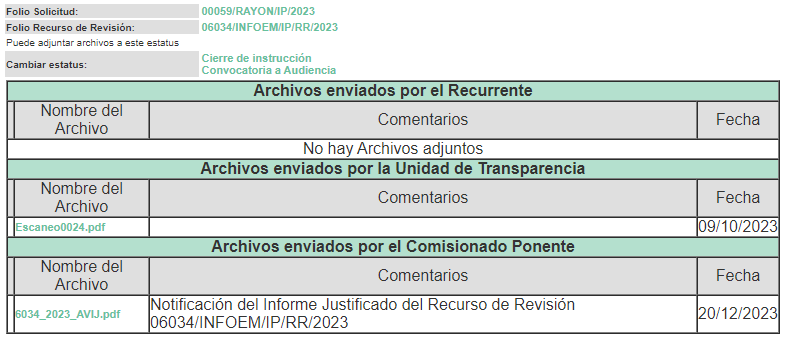 Folio Solicitud: 00059/RAYON/IP/2023
Folio Recurso de Revisión: 06034/INFOEM/IP/RR/2023
Puede adjuntar archivos a este estatus
Cambiar estatus: Cierre de instrucción
Convocatoria a Audiencia
Archivos enviados por el Recurrente
Nombre del Archivo Comentarios Fecha
No hay Archivos adjuntos
Archivos enviados por la Unidad de Transparencia
Nombre del Archivo Comentarios Fecha
Escaneo0024.pdf 09/10/2023
Archivos enviados por el Comisionado Ponente
Nombre del Archivo Comentarios Fecha
6034_2023_AVIJ.pdf Notificación del Informe Justificado del Recurso de Revisión
06034/INFOEM/IP/RR/2023 20/12/2023